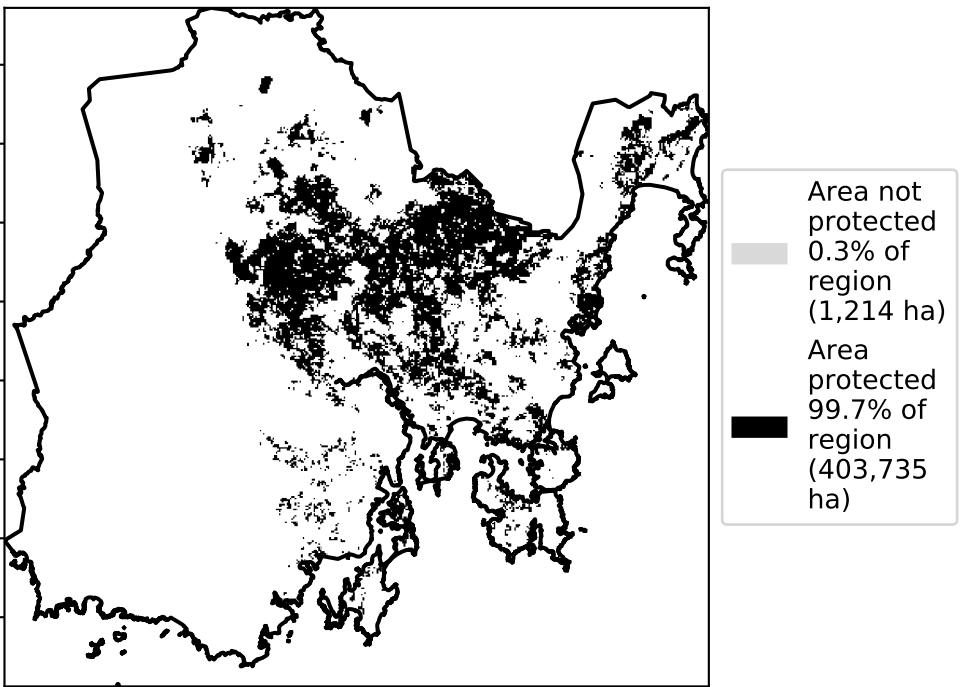 Area not
protected
0.3% of
region
(1,214 ha)
Area
protected
99.7% of
region
(403,735
ha)